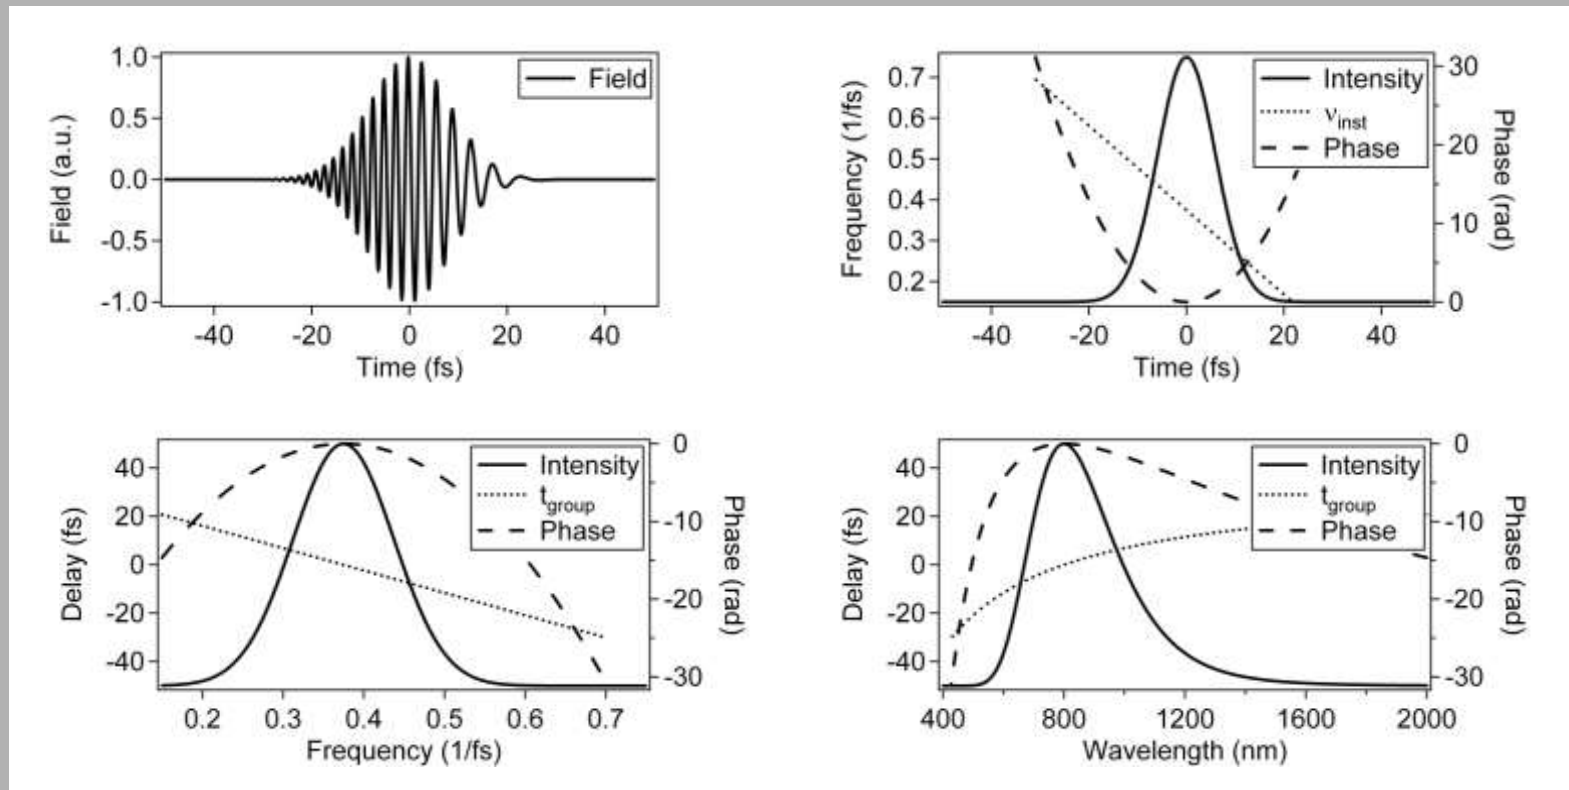 1.0
0.5
0.0
-0.5
-1.0
Field (a.u.)
Field
-40 -20 0 20 40
Time (fs)
0.7
0.6
0.5
0.4
0.3
0.2
Frequency (1/fs)
Intensity
νinst
Phase
30
20
10
0
Phase (rad)
-40 -20 0 20 40
Time (fs)
40
20
0
-20
-40
Delay (fs)
Intensity
tgroup
Phase
0
-10
-20
-30
Phase (rad)
0.2 0.3 0.4 0.5 0.6 0.7
Frequency (1/fs)
40
20
0
-20
-40
Delay (fs)
Intensity
tgroup
Phase
0
-10
-20
-30
Phase (rad)
400 800 1200 1600 2000
Wavelength (nm)